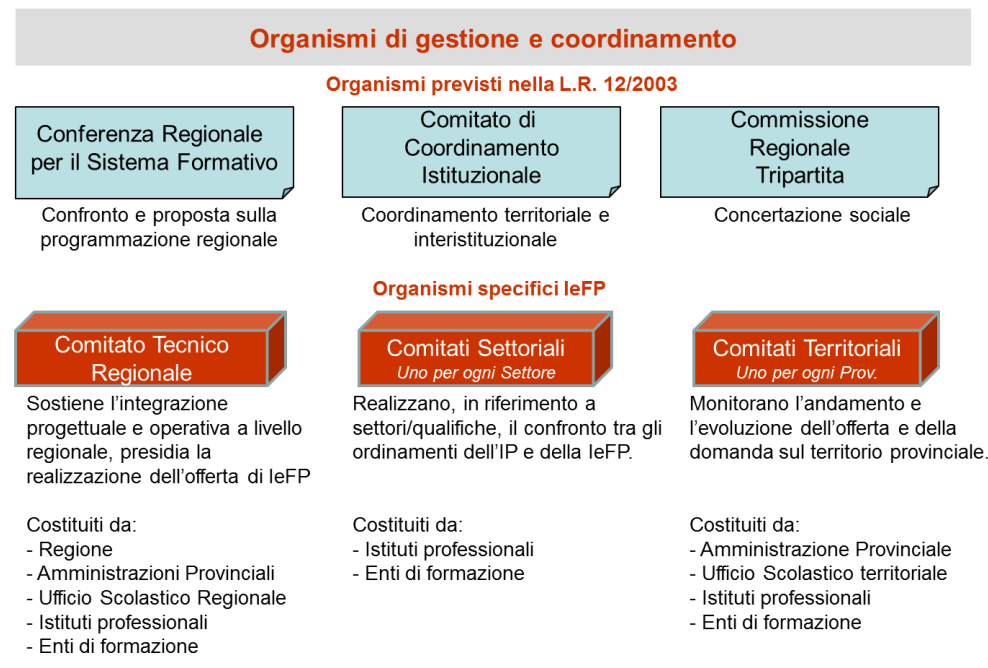 Organismi di gestione e coordinamento
Organismi previsti nella L.R. 12/2003
Conferenza Regionale
per il Sistema Formativo
Confronto e proposta sulla
programmazione regionale
Comitato di
Coordinamento
Istituzionale
Coordinamento territoriale e
interistituzionale
Commissione
Regionale
Tripartita
Concertazione sociale
Organismi specifici IeFP
Comitato Tecnico
Regionale
Sostiene l’integrazione
progettuale e operativa a livello
regionale, presidia la
realizzazione dell’offerta di IeFP
Costituiti da:
- Regione
- Amministrazioni Provinciali
- Ufficio Scolastico Regionale
- Istituti professionali
- Enti di formazione
Comitati Settoriali
Uno per ogni Settore
Realizzano, in riferimento a
settori/qualifiche, il confronto tra gli
ordinamenti dell’IP e della IeFP.
Costituiti da:
- Istituti professionali
- Enti di formazione
Comitati Territoriali
Uno per ogni Prov.
Monitorano l’andamento e
l’evoluzione dell’offerta e della
domanda sul territorio provinciale.
Costituiti da:
- Amministrazione Provinciale
- Ufficio Scolastico territoriale
- Istituti professionali
- Enti di formazione